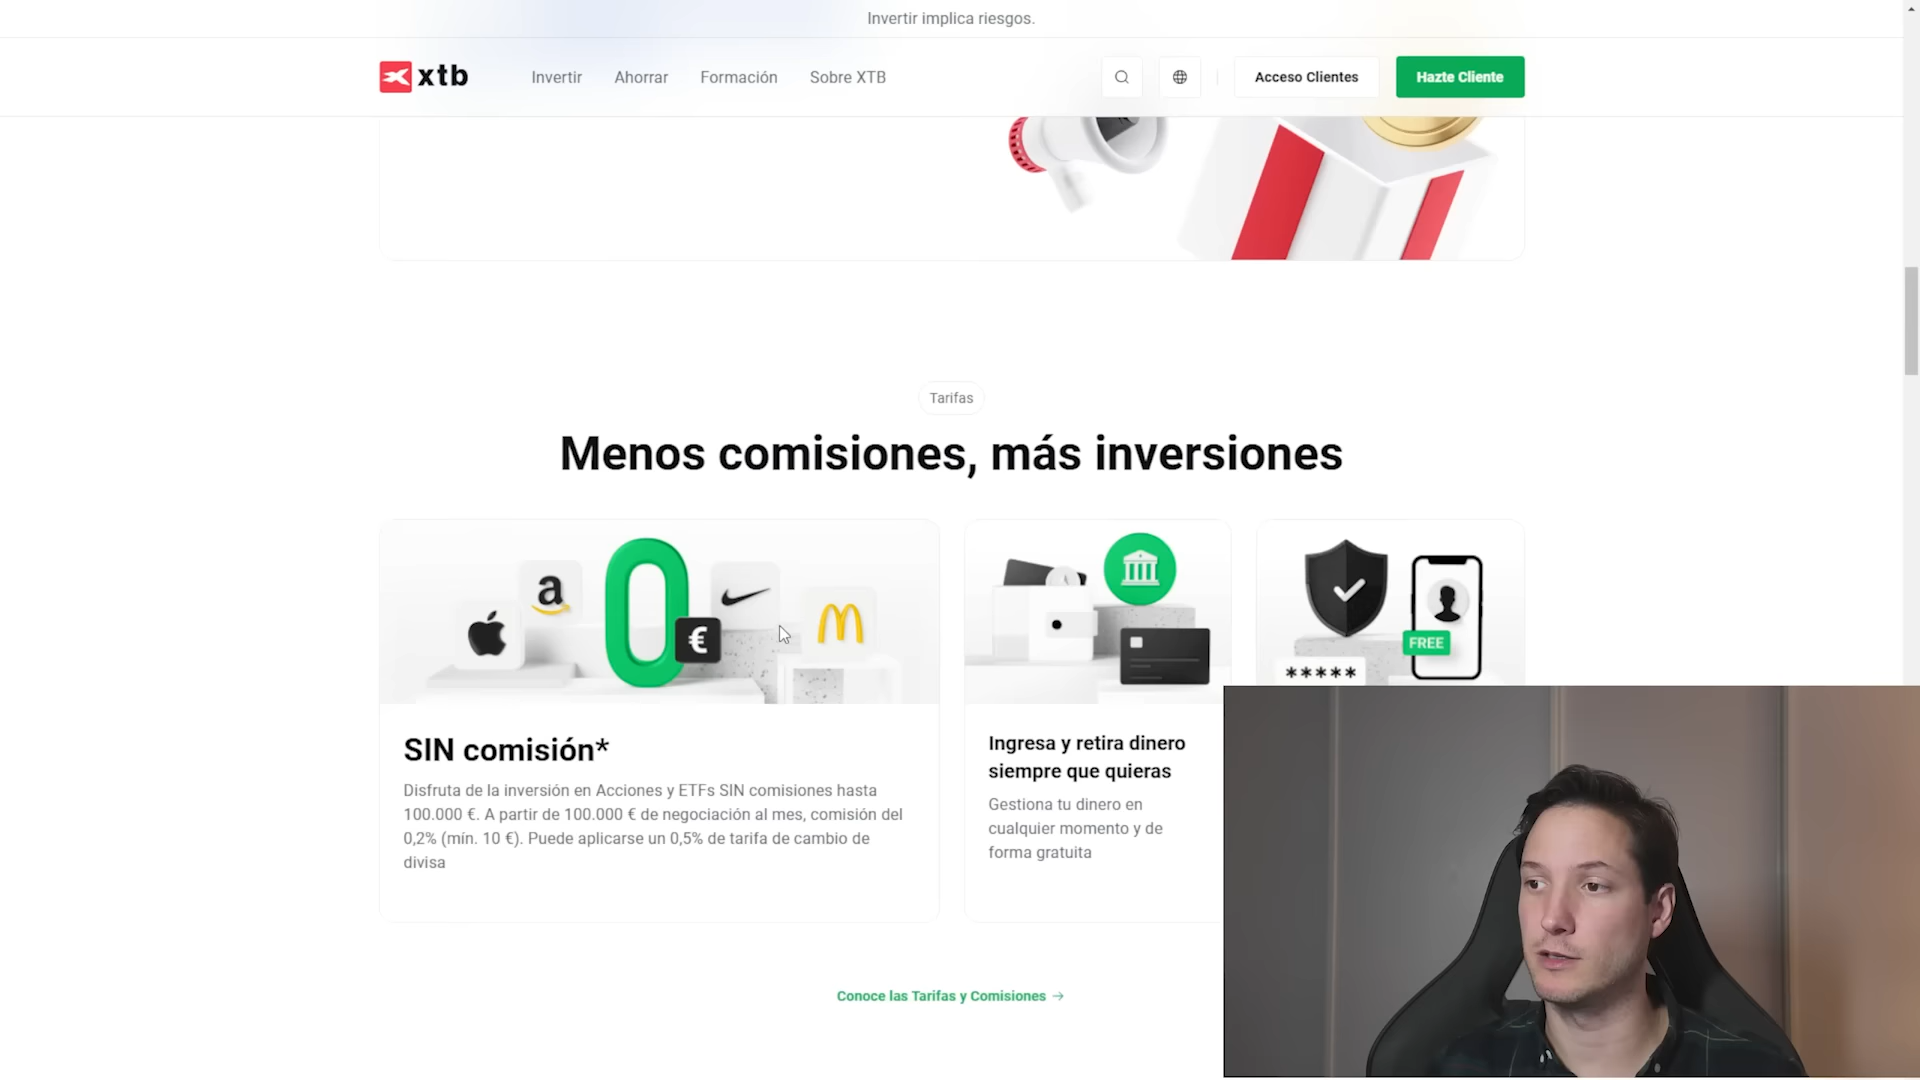 Invertir implica riesgos.
xtb
Invertir
Ahorrar
Formación
Sobre XTB
Acceso Clientes
Hazte Cliente
Tarifas
Menos comisiones, más inversiones
a
0
€
FREE
*****
SIN comisión*
Disfruta de la inversión en Acciones y ETFs SIN comisiones hasta
100.000 €. A partir de 100.000 € de negociación al mes, comisión del
0,2% (mín. 10 €). Puede aplicarse un 0,5% de tarifa de cambio de
divisa
Ingresa y retira dinero
siempre que quieras
Gestiona tu dinero en
cualquier momento y de
forma gratuita
Conoce las Tarifas y Comisiones →